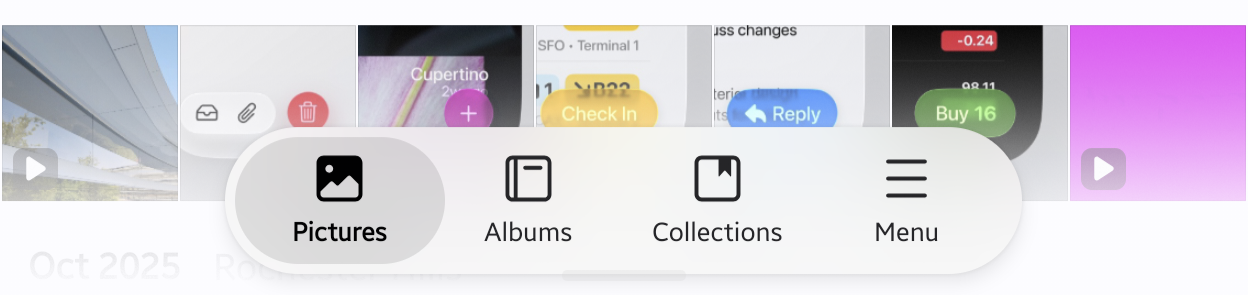 uss changes
-0.24
SFO • Terminal 1
Cupertino
98.11
B22
Check In
Reply
Buy 16
Pictures
Albums
Collections
Menu
Oct 2025